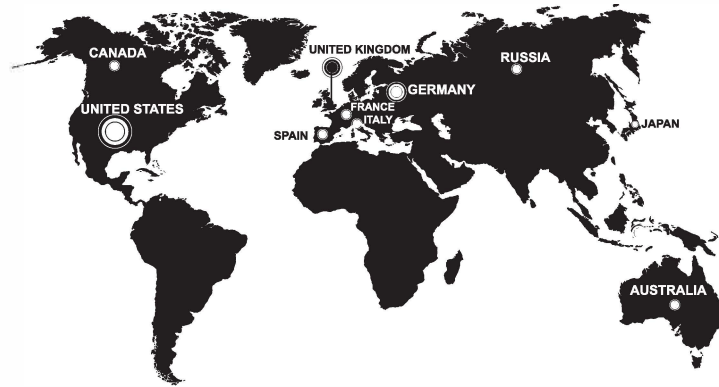 UNITED KINGDOM
CANADA
RUSSIA
GERMANY
UNITED STATES
FRANCE
ITALY
JAPAN
SPAIN
AUSTRALIA